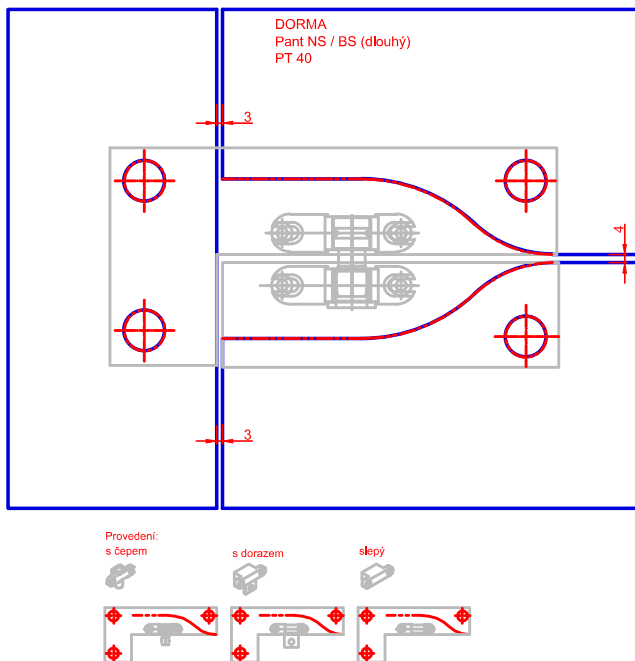 DORMA
Pant NS / BS (dlouhý)
PT 40
3
4
3
Provedení:
s čepem
s dorazem
slepý